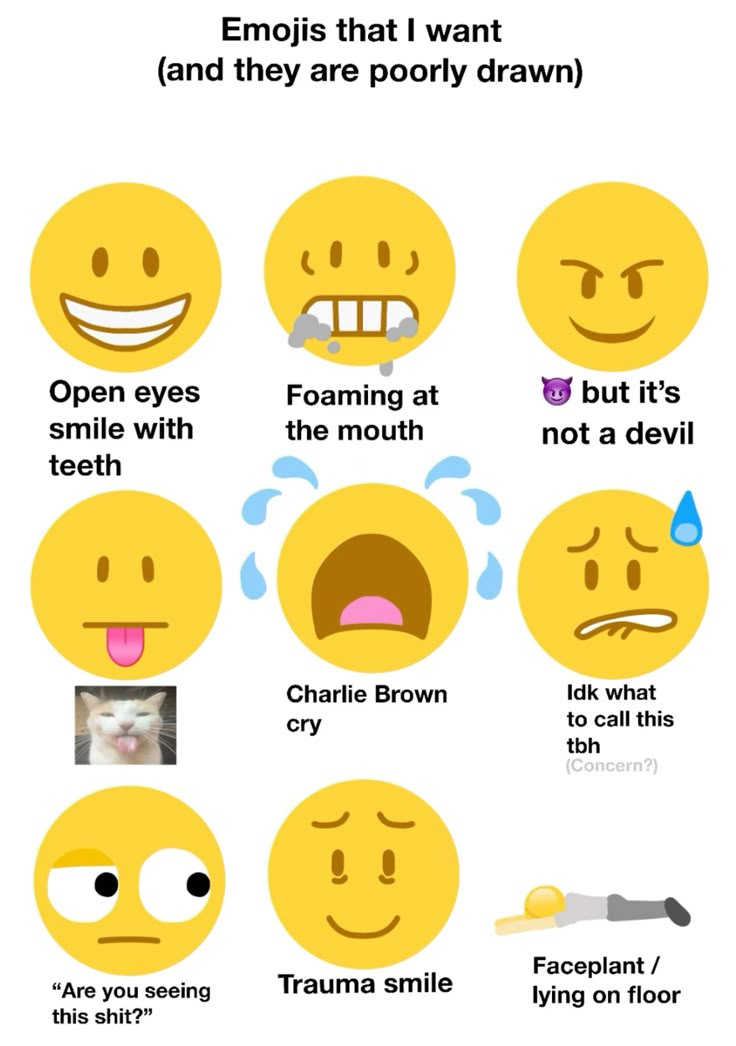 Emojis that I want
(and they are poorly drawn)
Open eyes
smile with
teeth
Foaming at
the mouth
😈 but it's
not a devil
Charlie Brown
cry
Idk what
to call this
tbh
(Concern?)
“Are you seeing
this shit?”
Trauma smile
Faceplant /
lying on floor